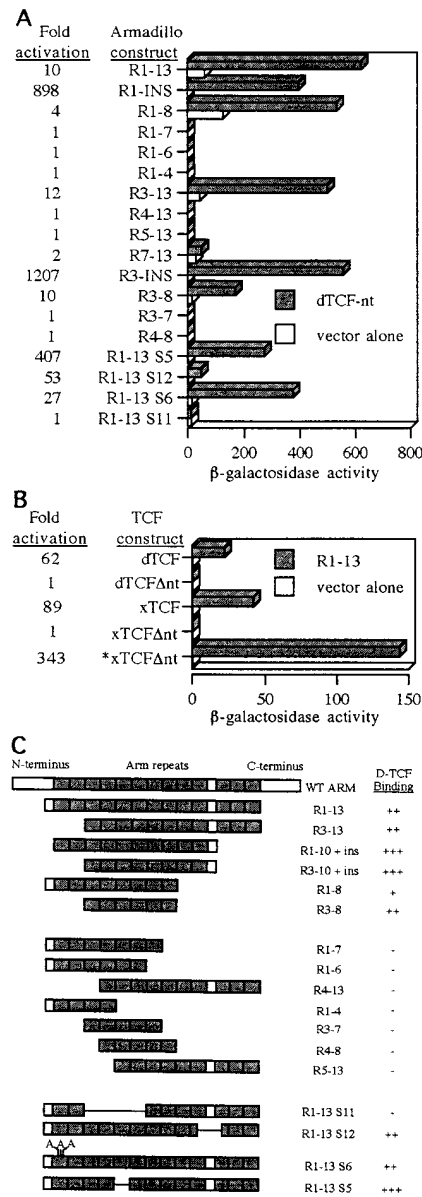 A
Fold activation
Armadillo construct
10 R1-13
898 R1-INS
4 R1-8
1 R1-7
1 R1-6
1 R1-4
12 R3-13
1 R4-13
1 R5-13
2 R7-13
1207 R3-INS
10 R3-8
1 R3-7
1 R4-8
407 R1-13 S5
53 R1-13 S12
27 R1-13 S6
1 R1-13 S11
dTCF-nt
vector alone
0 200 400 600 800
β-galactosidase activity
B
Fold activation
TCF construct
62 dTCF
1 dTCFΔnt
89 xTCF
1 xTCFΔnt
343 *xTCFΔnt
R1-13
vector alone
0 50 100 150
β-galactosidase activity
C
N-terminus Arm repeats C-terminus
WT ARM D-TCF Binding
R1-13 ++
R3-13 ++
R1-10 + ins +++
R3-10 + ins +++
R1-8 +
R3-8 ++
R1-7 -
R1-6 -
R4-13 -
R1-4 -
R3-7 -
R4-8 -
R5-13 -
R1-13 S11 -
R1-13 S12 ++
A A A
R1-13 S6 ++
R1-13 S5 +++